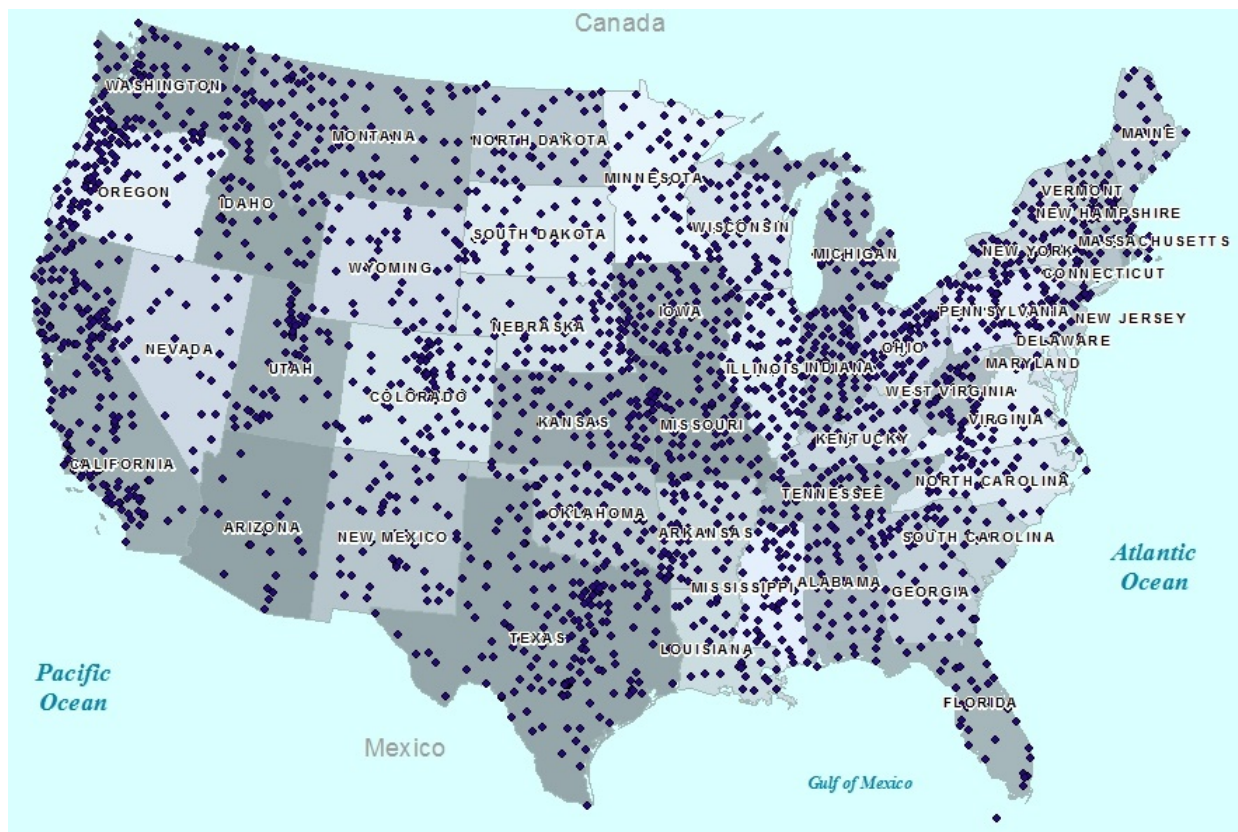 Canada
WASHINGTON
MONTANA
NORTH DAKOTA
MAINE
MINNESOTA
OREGON
VERMONT
IDAHO
NEW HAMPSHIRE
WISCONSIN
SOUTH DAKOTA
MASSACHUSETTS
NEW YORK
MICHIGAN
WYOMING
CONNECTICUT
IOWA
PENNSYLVANIA
NEW JERSEY
NEBRASKA
DELAWARE
NEVADA
OHIO
MARYLAND
UTAH
ILLINOIS
INDIANA
WEST VIRGINIA
COLORADO
VIRGINIA
KANSAS
MISSOURI
KENTUCKY
CALIFORNIA
NORTH CAROLINA
TENNESSEE
OKLAHOMA
ARIZONA
ARKANSAS
NEW MEXICO
SOUTH CAROLINA
Atlantic
Ocean
MISSISSIPPI
ALABAMA
GEORGIA
TEXAS
LOUISIANA
Pacific
Ocean
FLORIDA
Mexico
Gulf of Mexico